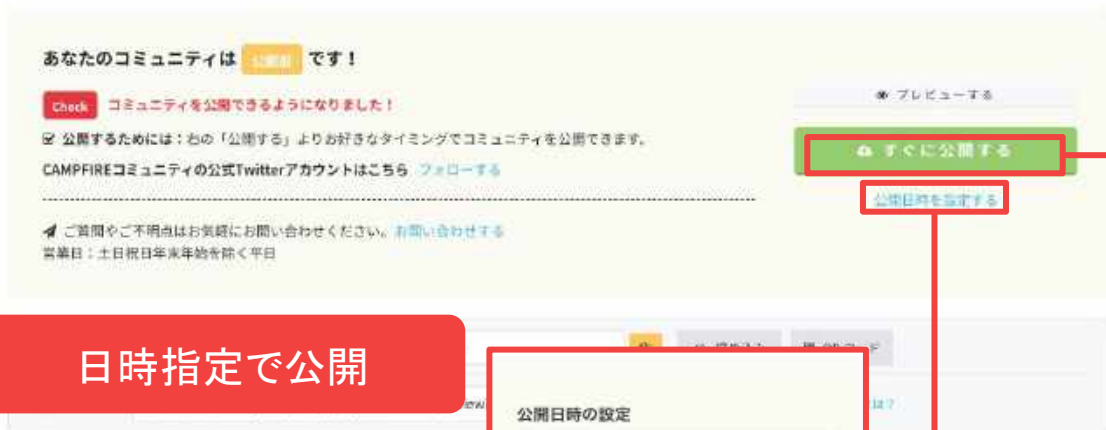 あなたのコミュニティは 公開前 です！
Check コミュニティを公開できるようになりました！
プレビューする
公開するためには：右の「公開する」よりお好きなタイミングでコミュニティを公開できます。
すぐに公開する
CAMPFIREコミュニティの公式Twitterアカウントはこちら フォローする
公開日時を指定する
ご質問やご不明点はお気軽にお問い合わせください。お問い合わせする
営業日：土日祝日年末年始を除く平日
日時指定で公開
公開日時の設定